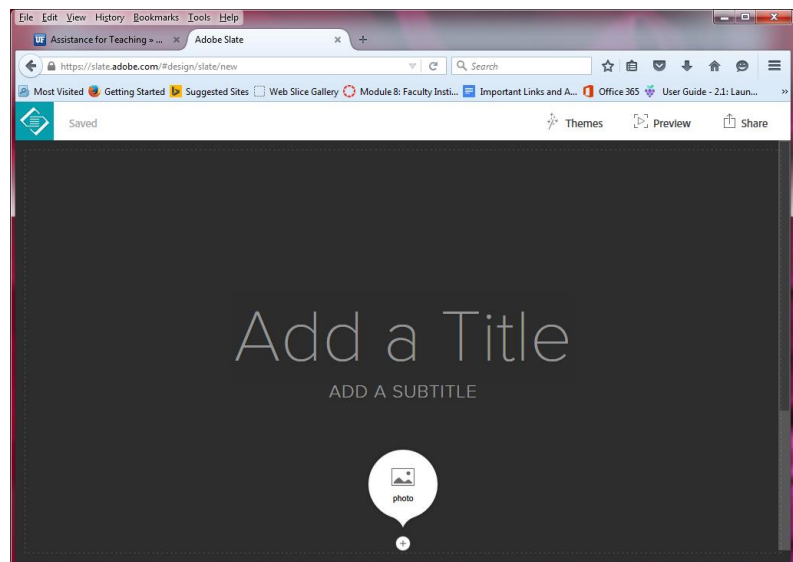 File Edit View History Bookmarks Tools Help
UF Assistance for Teaching » ... × Adobe Slate × +
https://slate.adobe.com/#design/slate/new Search
Most Visited Getting Started Suggested Sites Web Slice Gallery Module 8: Faculty Insti... Important Links and A... Office 365 User Guide - 2.1: Laun... »
Saved Themes Preview Share
Add a Title
ADD A SUBTITLE
photo